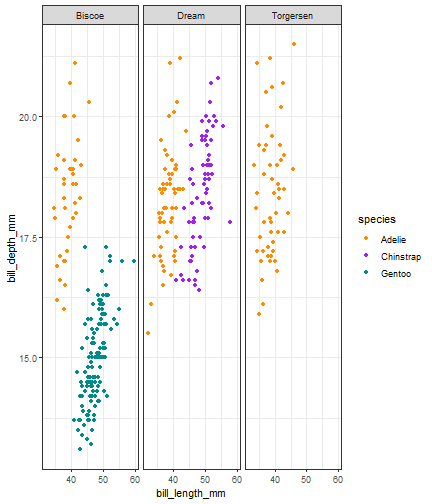 Biscoe Dream Torgersen
20.0
17.5
15.0
bill_depth_mm
40 50 60 40 50 60 40 50 60
bill_length_mm
species
Adelie
Chinstrap
Gentoo